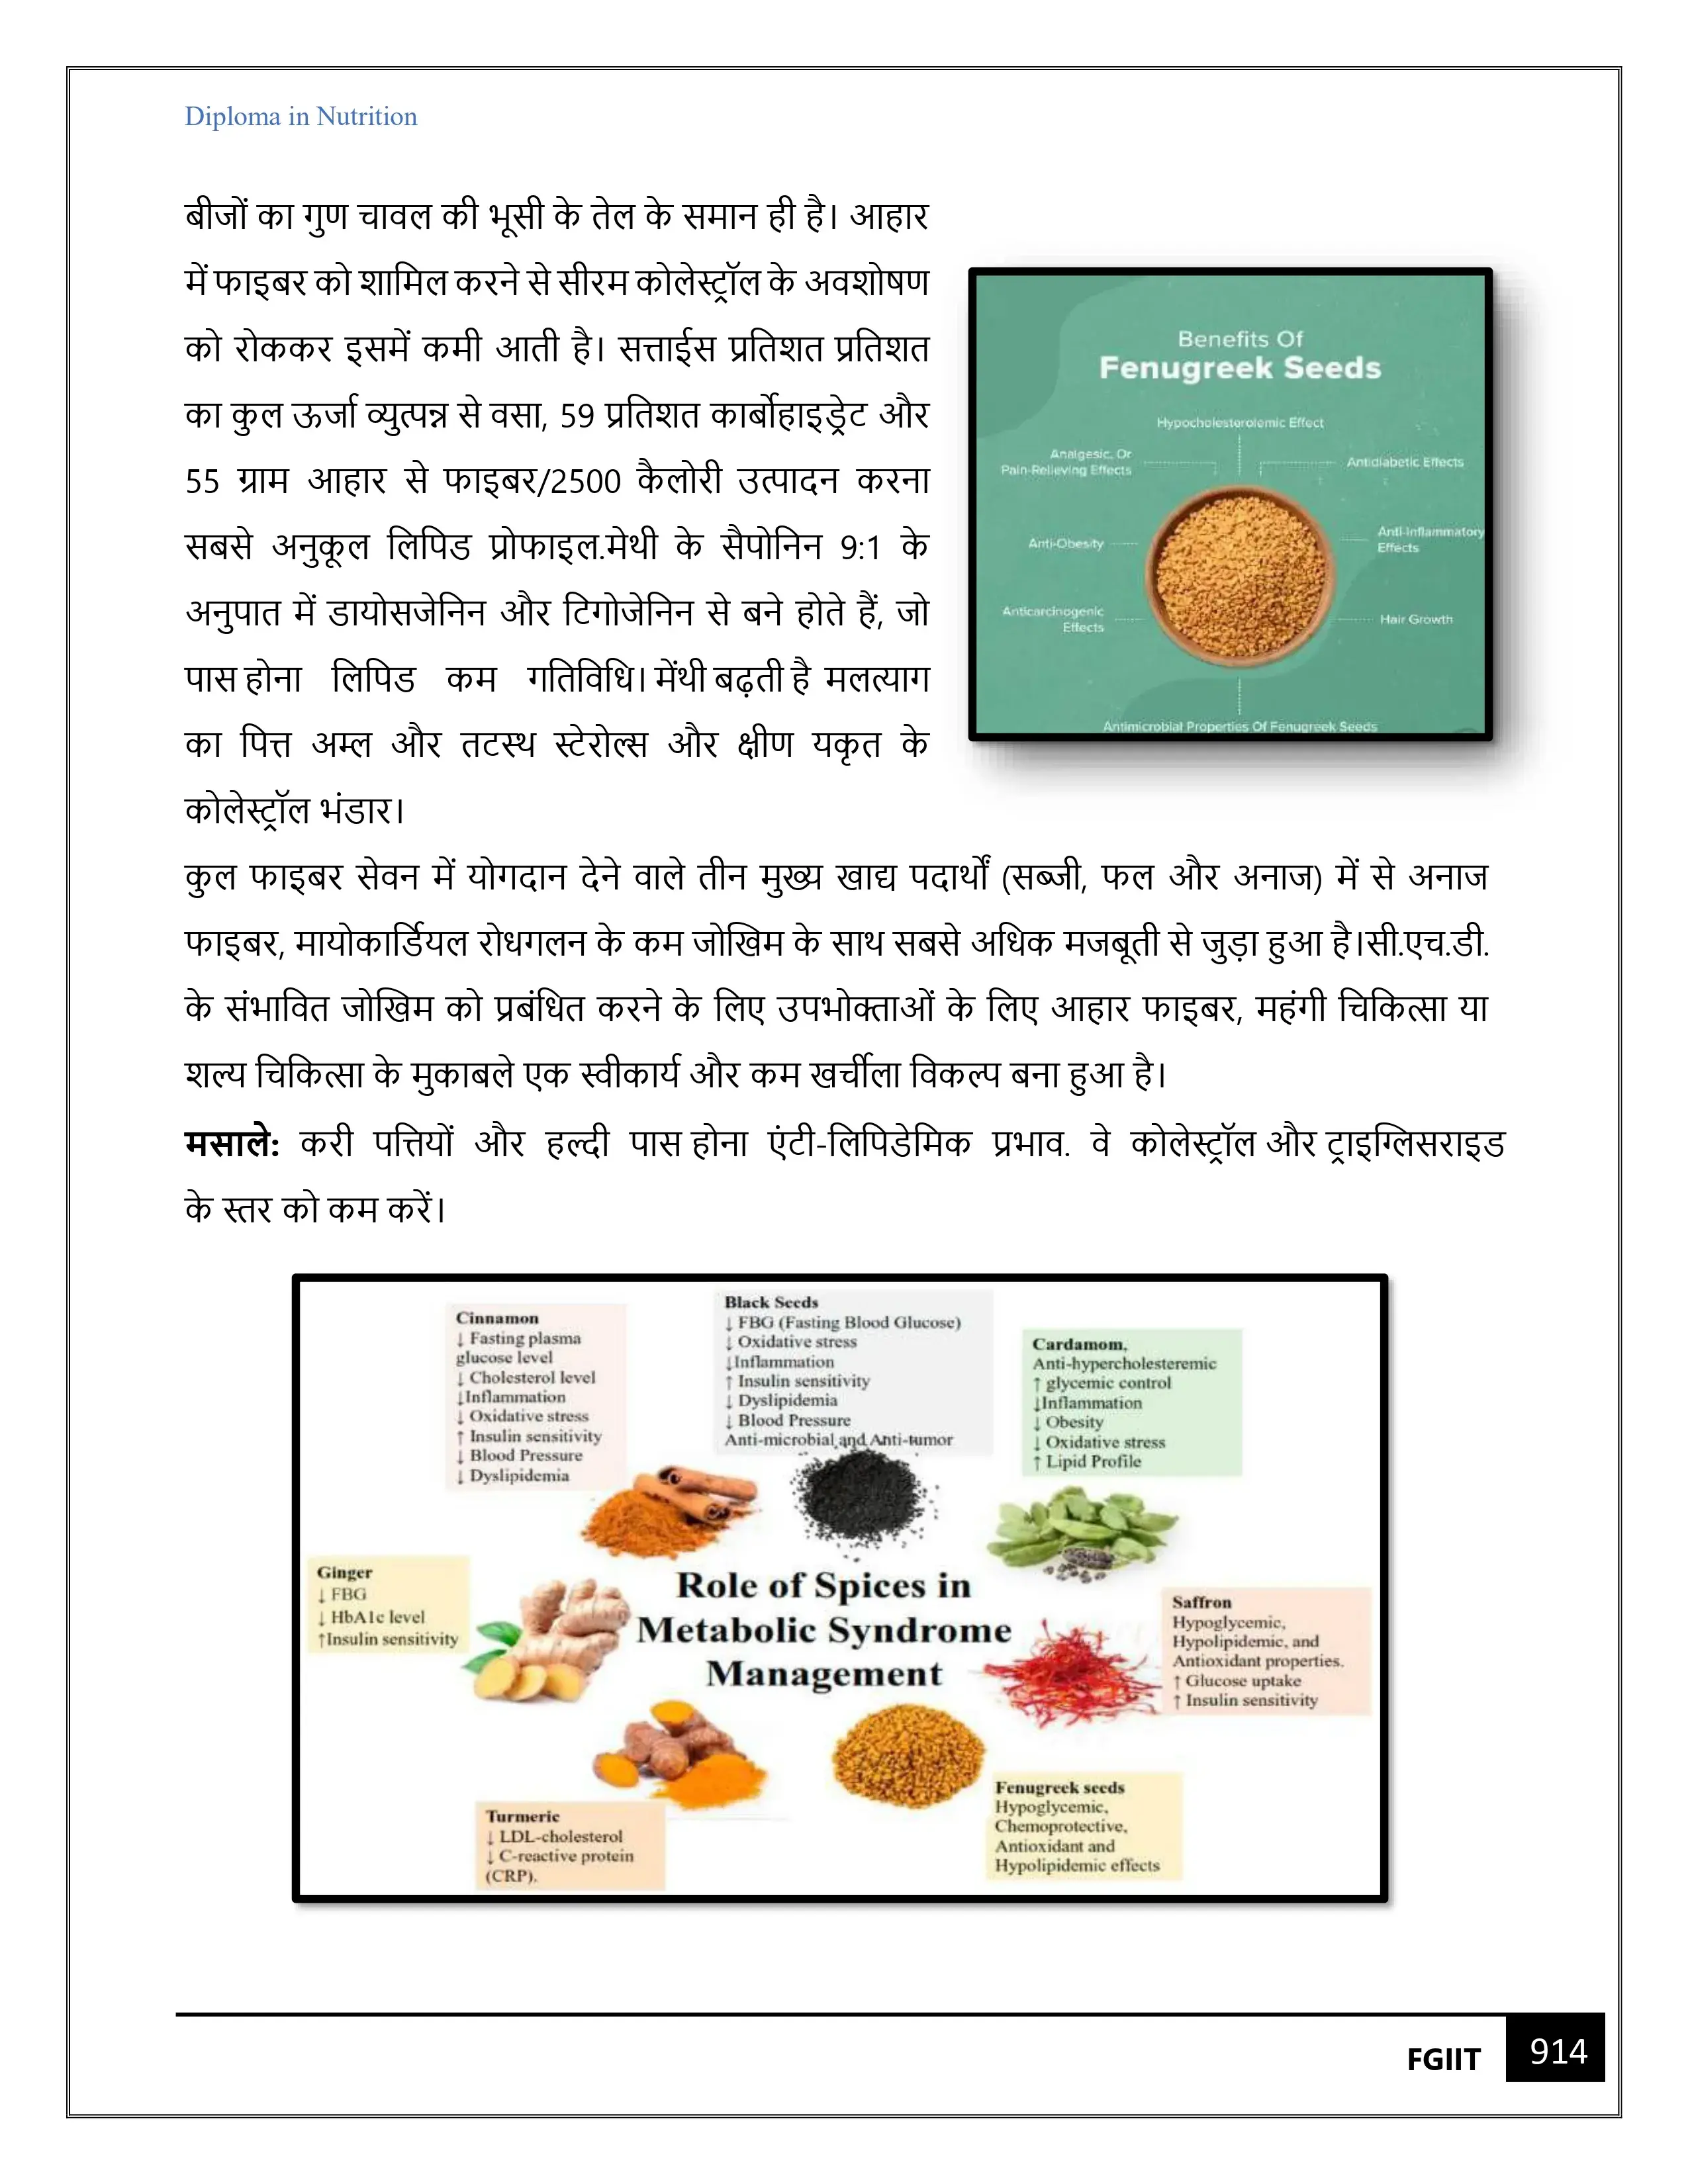 Diploma in Nutrition
बीजों का गुण चावल की भूसी के तेल के समान ही है। आहार
में फाइबर को शामिल करने से सीरम कोलेस्ट्रॉल के अवशोषण
को रोककर इसमें कमी आती है। सत्ताईस प्रतिशत प्रतिशत
का कुल ऊर्जा व्युत्पन्न से वसा, 59 प्रतिशत कार्बोहाइड्रेट और
55 ग्राम आहार से फाइबर/2500 कैलोरी उत्पादन करना
सबसे अनुकूल लिपिड प्रोफाइल.मेथी के सैपोनिन 9:1 के
अनुपात में डायोसजेनिन और टिगोजेनिन से बने होते हैं, जो
पास होना लिपिड कम गतिविधि। मेंथी बढ़ती है मलत्याग
का पित्त अम्ल और तटस्थ स्टेरोल्स और क्षीण यकृत के
कोलेस्ट्रॉल भंडार।
Benefits Of
Fenugreek Seeds
Hypocholesterolemic Effect
Analgesic, Or
Pain-Relieving Effects
Antidiabetic Effects
Anti-Obesity
Anti-Inflammatory
Effects
Anticarcinogenic
Effects
Hair Growth
Antimicrobial Properties Of Fenugreek Seeds
कुल फाइबर सेवन में योगदान देने वाले तीन मुख्य खाद्य पदार्थों (सब्जी, फल और अनाज) में से अनाज
फाइबर, मायोकार्डियल रोधगलन के कम जोखिम के साथ सबसे अधिक मजबूती से जुड़ा हुआ है।सी.एच.डी.
के संभावित जोखिम को प्रबंधित करने के लिए उपभोक्ताओं के लिए आहार फाइबर, महंगी चिकित्सा या
शल्य चिकित्सा के मुकाबले एक स्वीकार्य और कम खर्चीला विकल्प बना हुआ है।
मसाले: करी पत्तियों और हल्दी पास होना एंटी-लिपिडेमिक प्रभाव. वे कोलेस्ट्रॉल और ट्राइग्लिसराइड
के स्तर को कम करें।
Cinnamon
↓ Fasting plasma
glucose level
↓ Cholesterol level
↓Inflammation
↓ Oxidative stress
↑ Insulin sensitivity
↓ Blood Pressure
↓ Dyslipidemia
Black Seeds
↓ FBG (Fasting Blood Glucose)
↓ Oxidative stress
↓Inflammation
↑ Insulin sensitivity
↓ Dyslipidemia
↓ Blood Pressure
Anti-microbial and Anti-tumor
Cardamom,
Anti-hypercholesteremic
↑ glycemic control
↓Inflammation
↓ Obesity
↓ Oxidative stress
↑ Lipid Profile
Ginger
↓ FBG
↓ HbA1c level
↑Insulin sensitivity
Role of Spices in
Metabolic Syndrome
Management
Saffron
Hypoglycemic,
Hypolipidemic, and
Antioxidant properties.
↑ Glucose uptake
↑ Insulin sensitivity
Turmeric
↓ LDL-cholesterol
↓ C-reactive protein
(CRP).
Fenugreek seeds
Hypoglycemic,
Chemoprotective,
Antioxidant and
Hypolipidemic effects
FGIIT
914